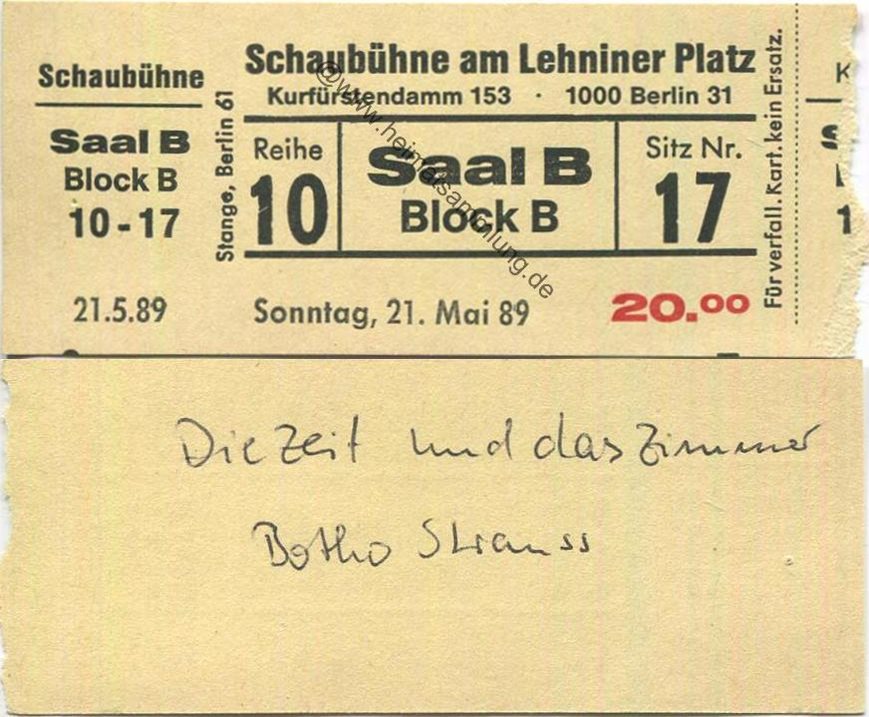 Schaubühne
Saal B
Block B
10 - 17
21.5.89
Stange, Berlin 61
Schaubühne am Lehniner Platz
Kurfürstendamm 153 · 1000 Berlin 31
Reihe
10
Saal B
Block B
Sitz Nr.
17
Sonntag, 21. Mai 89
20.00
Für verfall. Kart. kein Ersatz.
K
1
@www.heimatsammlung.de
Die Zeit und das Zimmer
Botho Strauss